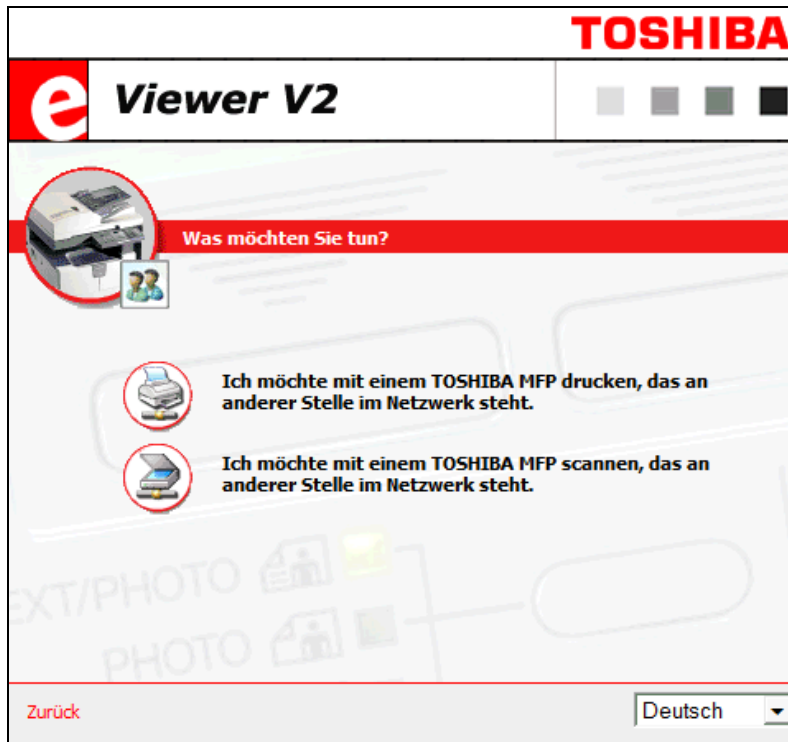 TOSHIBA
e Viewer V2
Was möchten Sie tun?
Ich möchte mit einem TOSHIBA MFP drucken, das an
anderer Stelle im Netzwerk steht.
Ich möchte mit einem TOSHIBA MFP scannen, das an
anderer Stelle im Netzwerk steht.
EXT/PHOTO
PHOTO
Zurück
Deutsch